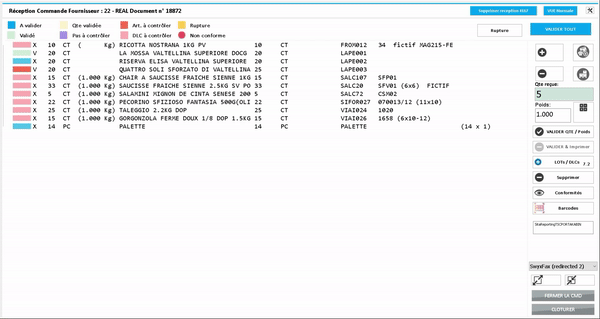 Réception Commande Fournisseur : 22 - REAL Document n° 18872
Supprimer réception MAJ
VUE Manuale
A valider
Qte validée
Art. à contrôler
Rupture
Validé
Pas à contrôler
DLC à contrôler
Non conforme
Rupture
VALIDER TOUT
X 10 CT ( Kg) RICOTTA NOSTRANA 1KG PV 10 CT FROM012 34 fictif MAG215-FE
V 20 CT LA MOSSA VALTELLINA SUPERIORE DOCG 20 CT LAPE001
X 20 CT RISERVA ELISA VALTELLINA SUPERIORE 20 CT LAPE002
V 20 CT QUATTRO SOLI SFORZATO DI VALTELLINA 25 CT LAPE003
X 15 CT (1.000 Kg) CHAIR A SAUCISSE FRAICHE SIENNE 1KG 15 CT SALC107 SFP01
X 33 CT (1.000 Kg) SAUCISSE FRAICHE SIENNE 2.5KG SV PO 33 CT SALC20 SFV01 (6x6) FICTIF
X 5 CT (1.000 Kg) SALAMINI MIGNON DE CINTA SENESE 200 5 CT SALC72 CSM02
X 22 CT (1.000 Kg) PECORINO SFIZIOSO FANTASIA 500G(OLI 22 CT SIFOR027 070013/12 (11x10)
X 25 CT (1.000 Kg) TALEGGIO 2.2KG DOP 25 CT VIAI024 1020
X 15 CT (1.000 Kg) GORGONZOLA FERME DOUX 1/8 DOP 1.5KG 15 CT VIAI026 1658 (6x10-12)
X 14 PC PALETTE 14 PC PALETTE (14 x 1)
Qte reçue:
5
Poids:
1.000
VALIDER QTE / Poids
VALIDER & Imprimer
LOTs / DLCs 7.2
Supprimer
Conformités
Barcodes
SwynFax (redirected 2)
FERMER LA CMD
CLOTURER